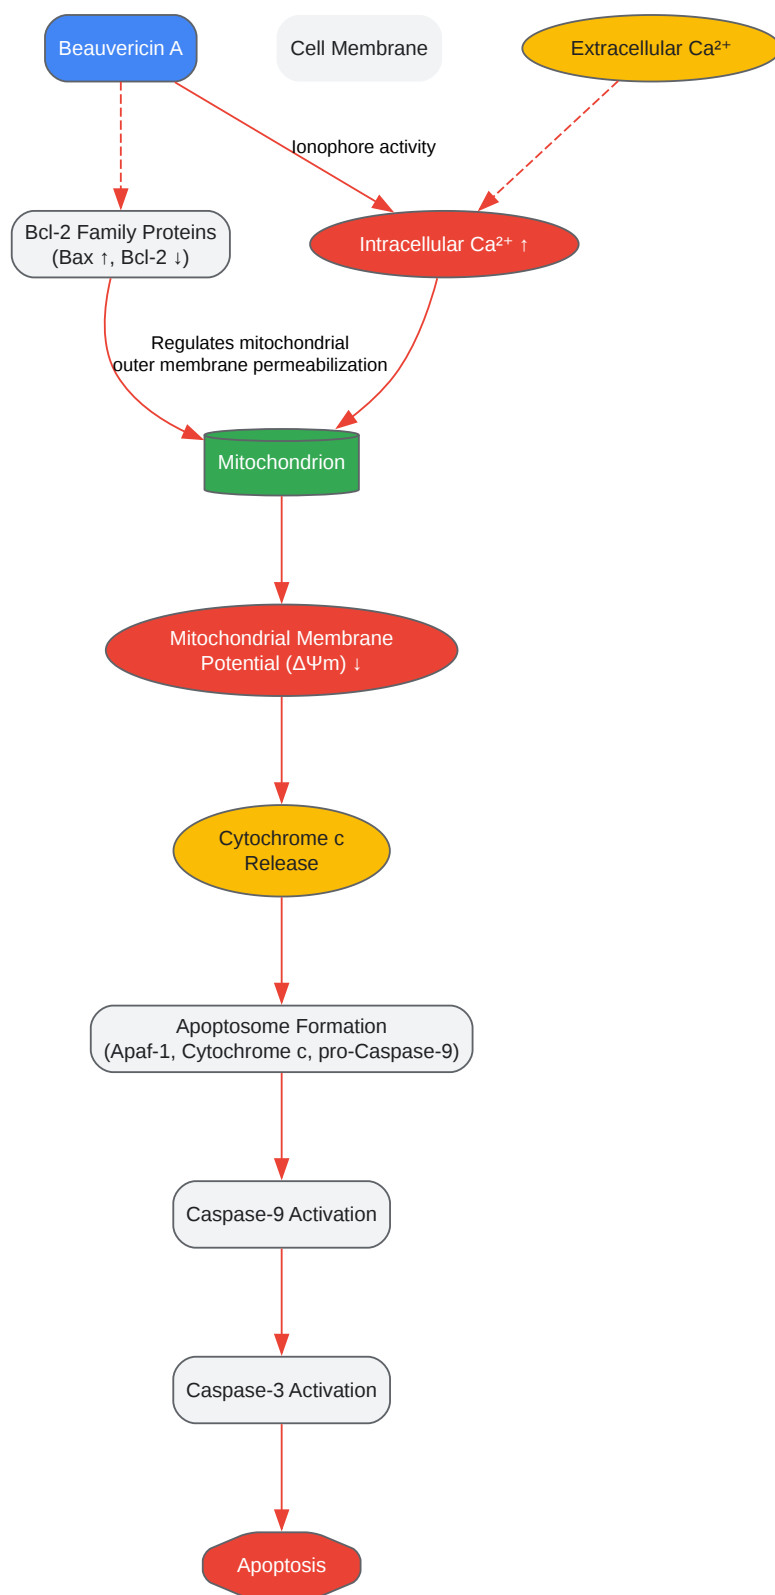 Beauvericin A
Cell Membrane
Extracellular Ca²⁺
Ionophore activity
Bcl-2 Family Proteins
(Bax ↑, Bcl-2 ↓)
Intracellular Ca²⁺ ↑
Regulates mitochondrial
outer membrane permeabilization
Mitochondrion
Mitochondrial Membrane
Potential (ΔΨm) ↓
Cytochrome c
Release
Apoptosome Formation
(Apaf-1, Cytochrome c, pro-Caspase-9)
Caspase-9 Activation
Caspase-3 Activation
Apoptosis